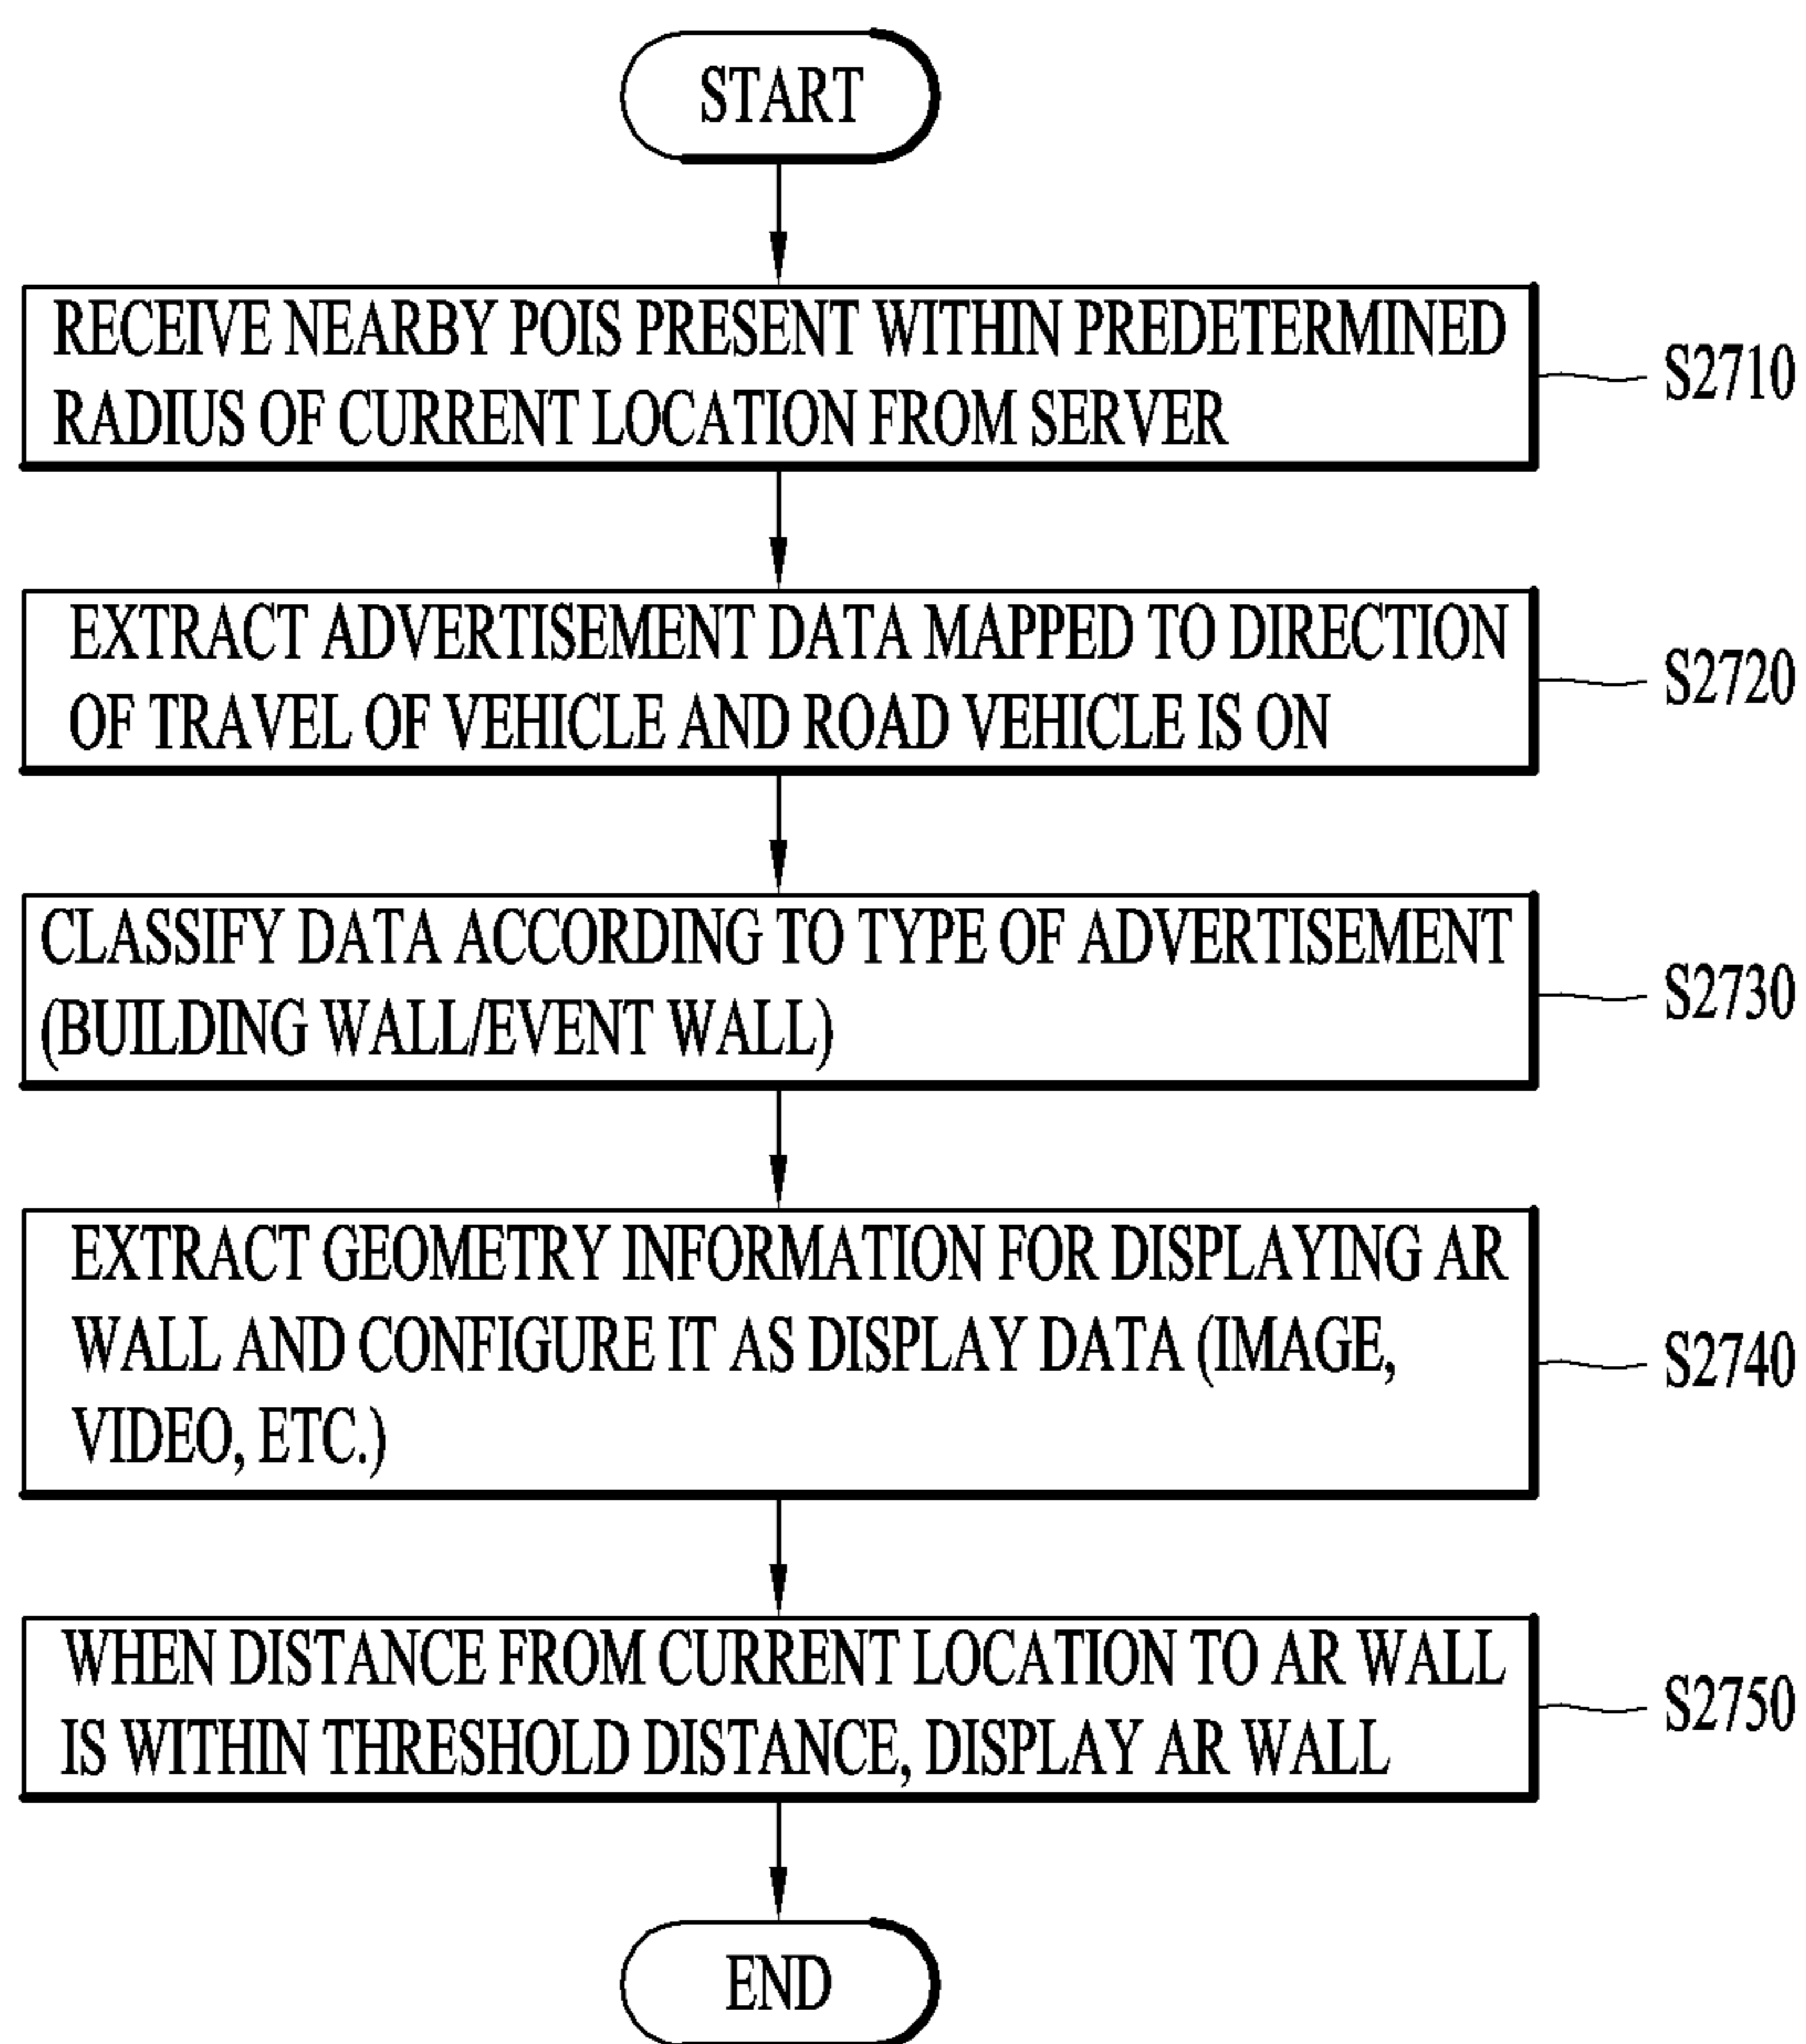 START
RECEIVE NEARBY POIS PRESENT WITHIN PREDETERMINED
RADIUS OF CURRENT LOCATION FROM SERVER
S2710
EXTRACT ADVERTISEMENT DATA MAPPED TO DIRECTION
OF TRAVEL OF VEHICLE AND ROAD VEHICLE IS ON
S2720
CLASSIFY DATA ACCORDING TO TYPE OF ADVERTISEMENT
(BUILDING WALL/EVENT WALL)
S2730
EXTRACT GEOMETRY INFORMATION FOR DISPLAYING AR
WALL AND CONFIGURE IT AS DISPLAY DATA (IMAGE,
VIDEO, ETC.)
S2740
WHEN DISTANCE FROM CURRENT LOCATION TO AR WALL
IS WITHIN THRESHOLD DISTANCE, DISPLAY AR WALL
S2750
END